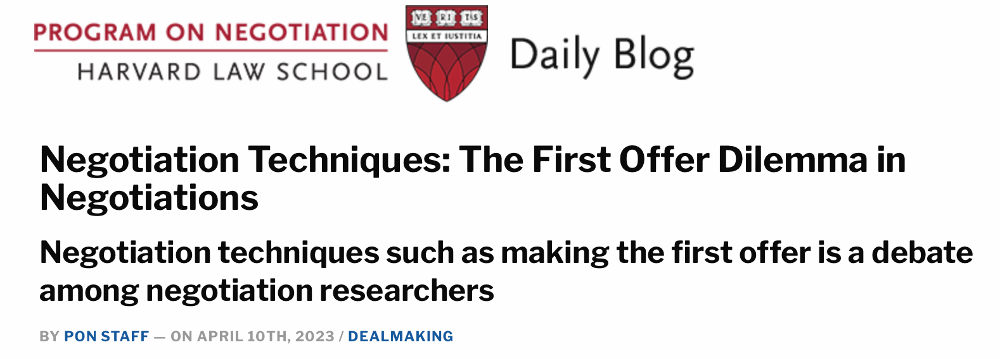 PROGRAM ON NEGOTIATION
HARVARD LAW SCHOOL
VE RI TAS
LEX ET IUSTITIA
Daily Blog
Negotiation Techniques: The First Offer Dilemma in
Negotiations
Negotiation techniques such as making the first offer is a debate
among negotiation researchers
BY PON STAFF — ON APRIL 10TH, 2023 / DEALMAKING